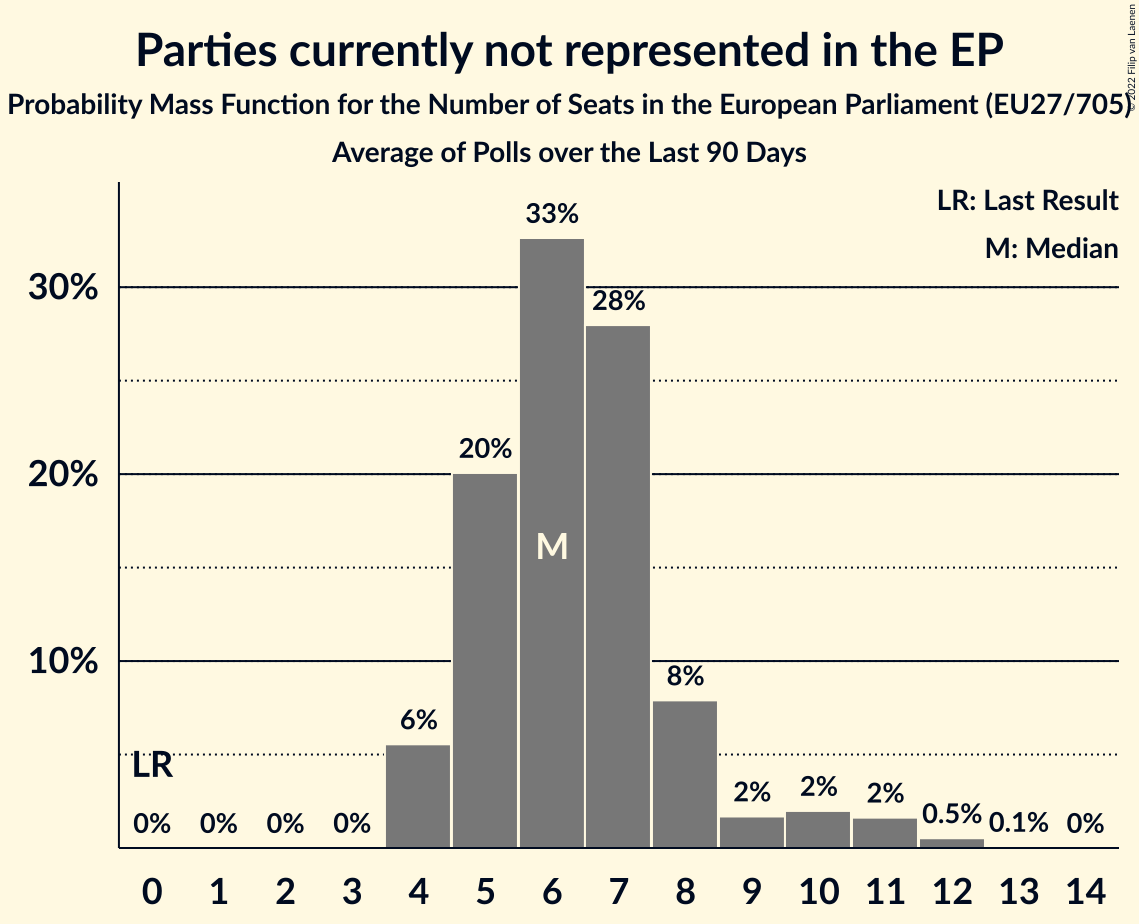 Parties currently not represented in the EP
Probability Mass Function for the Number of Seats in the European Parliament (EU27/705)
Average of Polls over the Last 90 Days
© 2022 Filip van Laenen
LR: Last Result
M: Median
33%
30%
28%
20%
20%
M
10%
8%
6%
LR
2%
2%
2%
0.5%
0.1%
0%
0%
0%
0%
0%
0 1 2 3 4 5 6 7 8 9 10 11 12 13 14